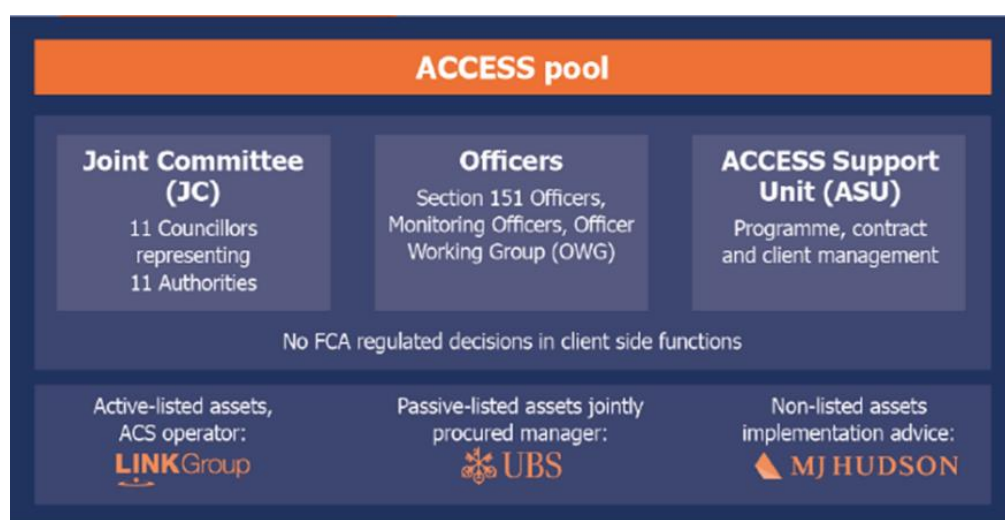 ACCESS pool
Joint Committee
(JC)
11 Councillors
representing
11 Authorities
Officers
Section 151 Officers,
Monitoring Officers, Officer
Working Group (OWG)
ACCESS Support
Unit (ASU)
Programme, contract
and client management
No FCA regulated decisions in client side functions
Active-listed assets,
ACS operator:
LINKGroup
Passive-listed assets jointly
procured manager:
UBS
Non-listed assets
implementation advice:
MJ HUDSON